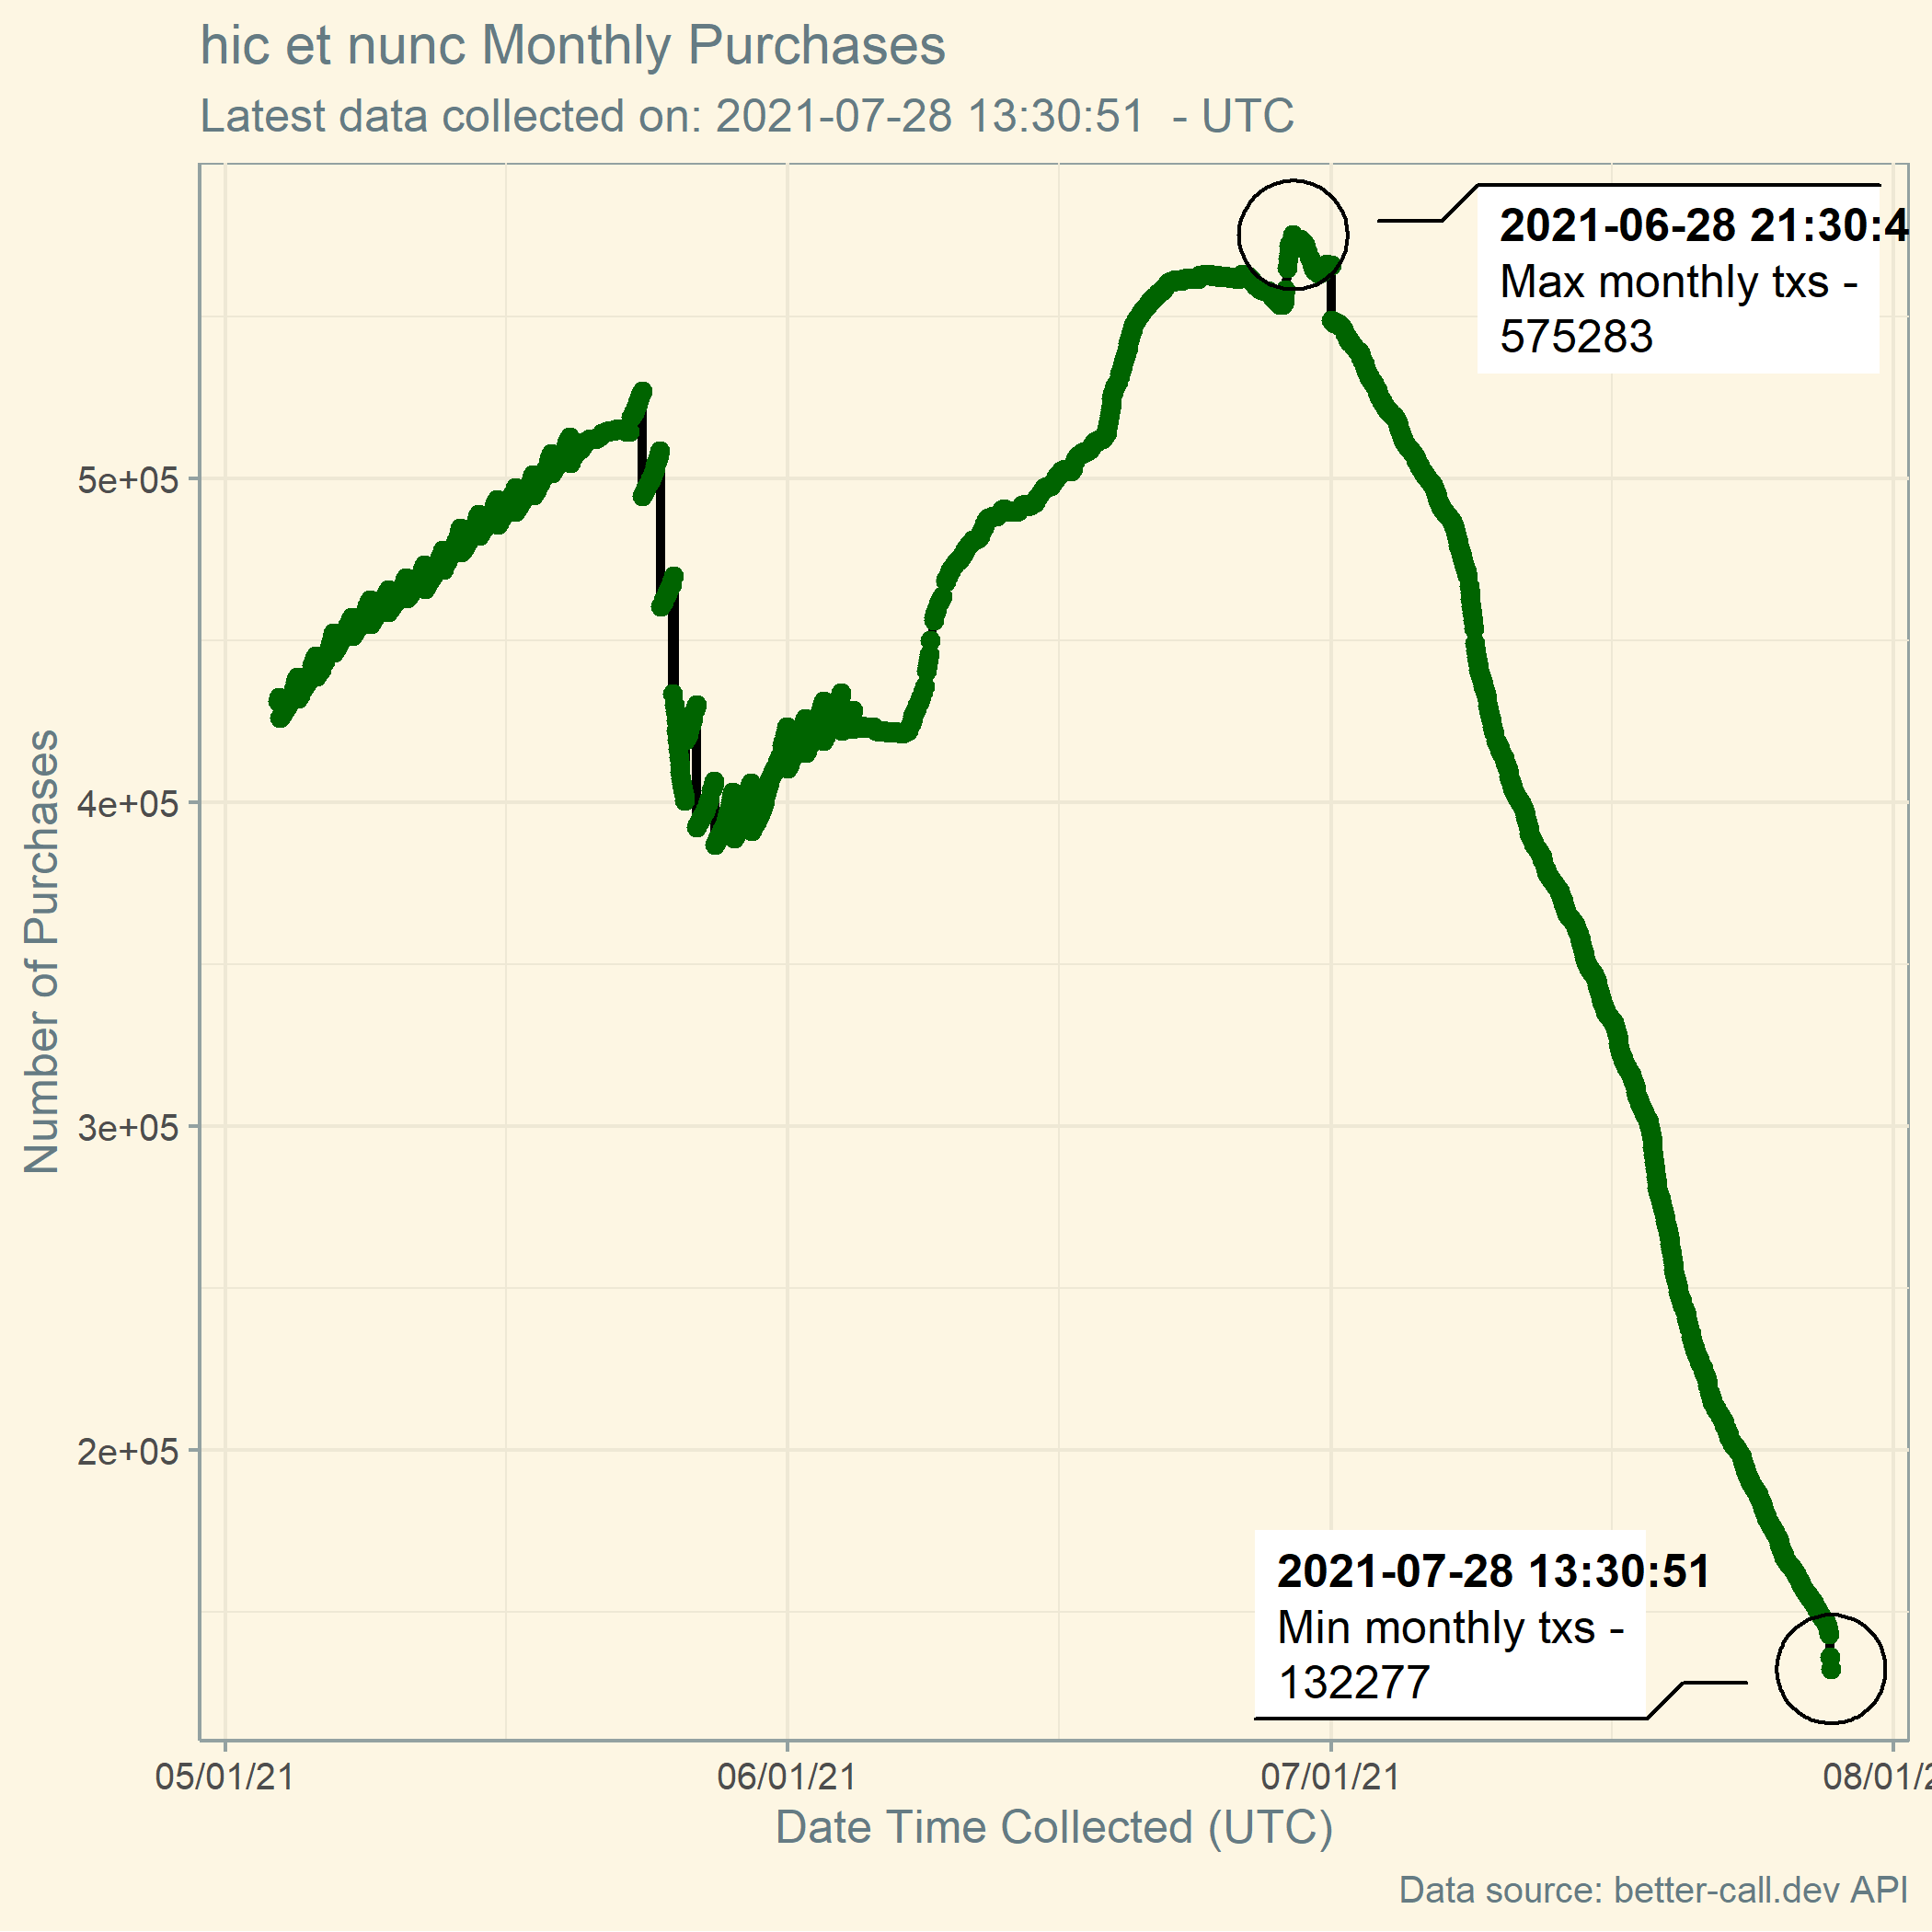 hic et nunc Monthly Purchases
Latest data collected on: 2021-07-28 13:30:51  - UTC
2021-06-28 21:30:4
Max monthly txs -
575283
5e+05
4e+05
3e+05
2e+05
Number of Purchases
2021-07-28 13:30:51
Min monthly txs -
132277
05/01/21
06/01/21
07/01/21
08/01/2
Date Time Collected (UTC)
Data source: better-call.dev API